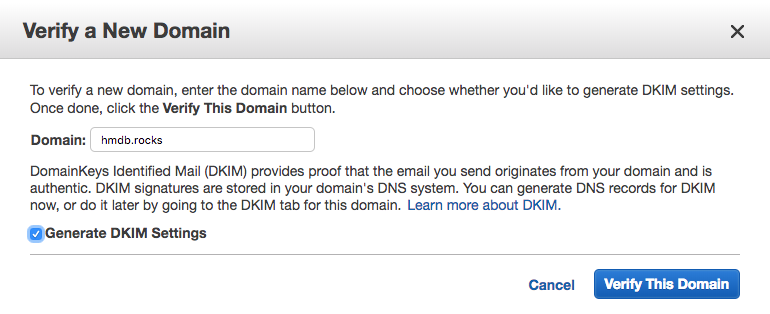 Verify a New Domain
To verify a new domain, enter the domain name below and choose whether you'd like to generate DKIM settings.
Once done, click the Verify This Domain button.
Domain: hmdb.rocks
DomainKeys Identified Mail (DKIM) provides proof that the email you send originates from your domain and is
authentic. DKIM signatures are stored in your domain's DNS system. You can generate DNS records for DKIM
now, or do it later by going to the DKIM tab for this domain. Learn more about DKIM.
Generate DKIM Settings
Cancel Verify This Domain